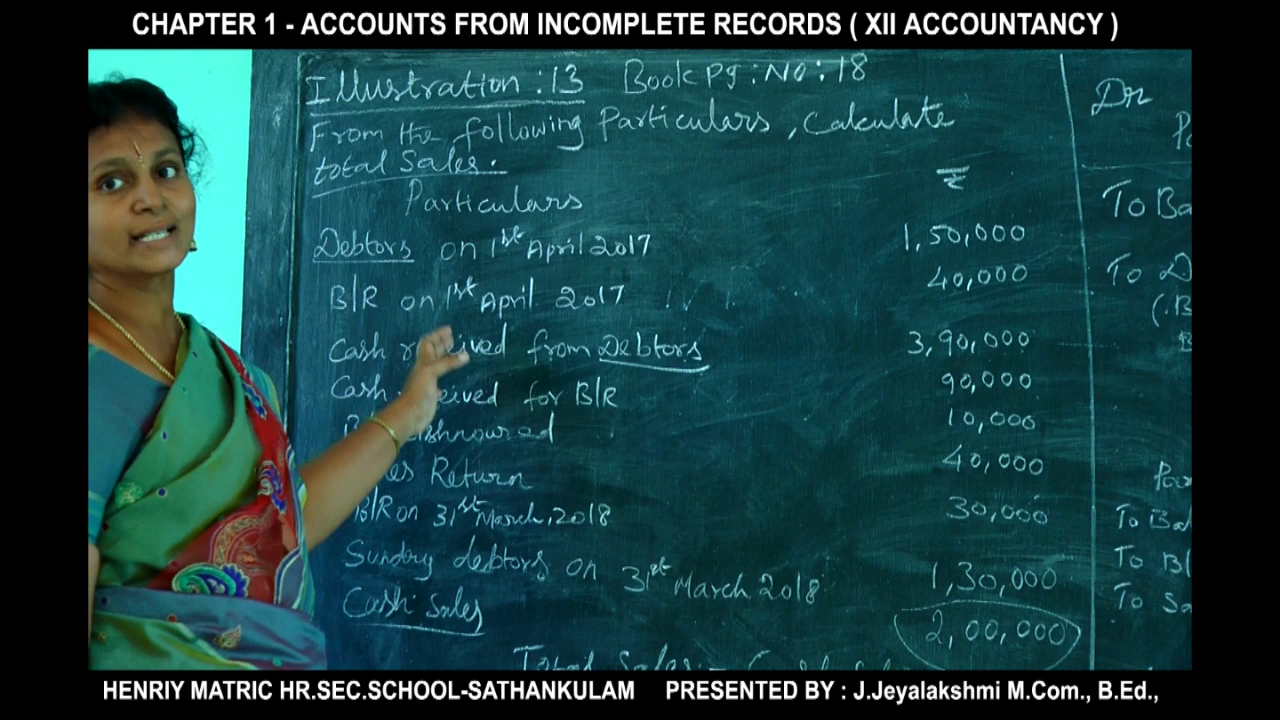 CHAPTER 1 - ACCOUNTS FROM INCOMPLETE RECORDS ( XII ACCOUNTANCY )
Illustration :13 Book Pg : No : 18
From the following Particulars, Calculate
total Sales.
Particulars ₹
Debtors on 1st April 2017 1,50,000
B/R on 1st April 2017 40,000
Cash received from Debtors 3,90,000
Cash received for B/R 90,000
10,000
Return 40,000
B/R on 31st March, 2018 30,000
Sundry debtors on 31st March 2018 1,30,000
Cash Sales 2,00,000
Total Sales
Dr
To Ba
To D
(B
To Bal
To B/
To Sa
HENRIY MATRIC HR.SEC.SCHOOL-SATHANKULAM PRESENTED BY : J.Jeyalakshmi M.Com., B.Ed.,